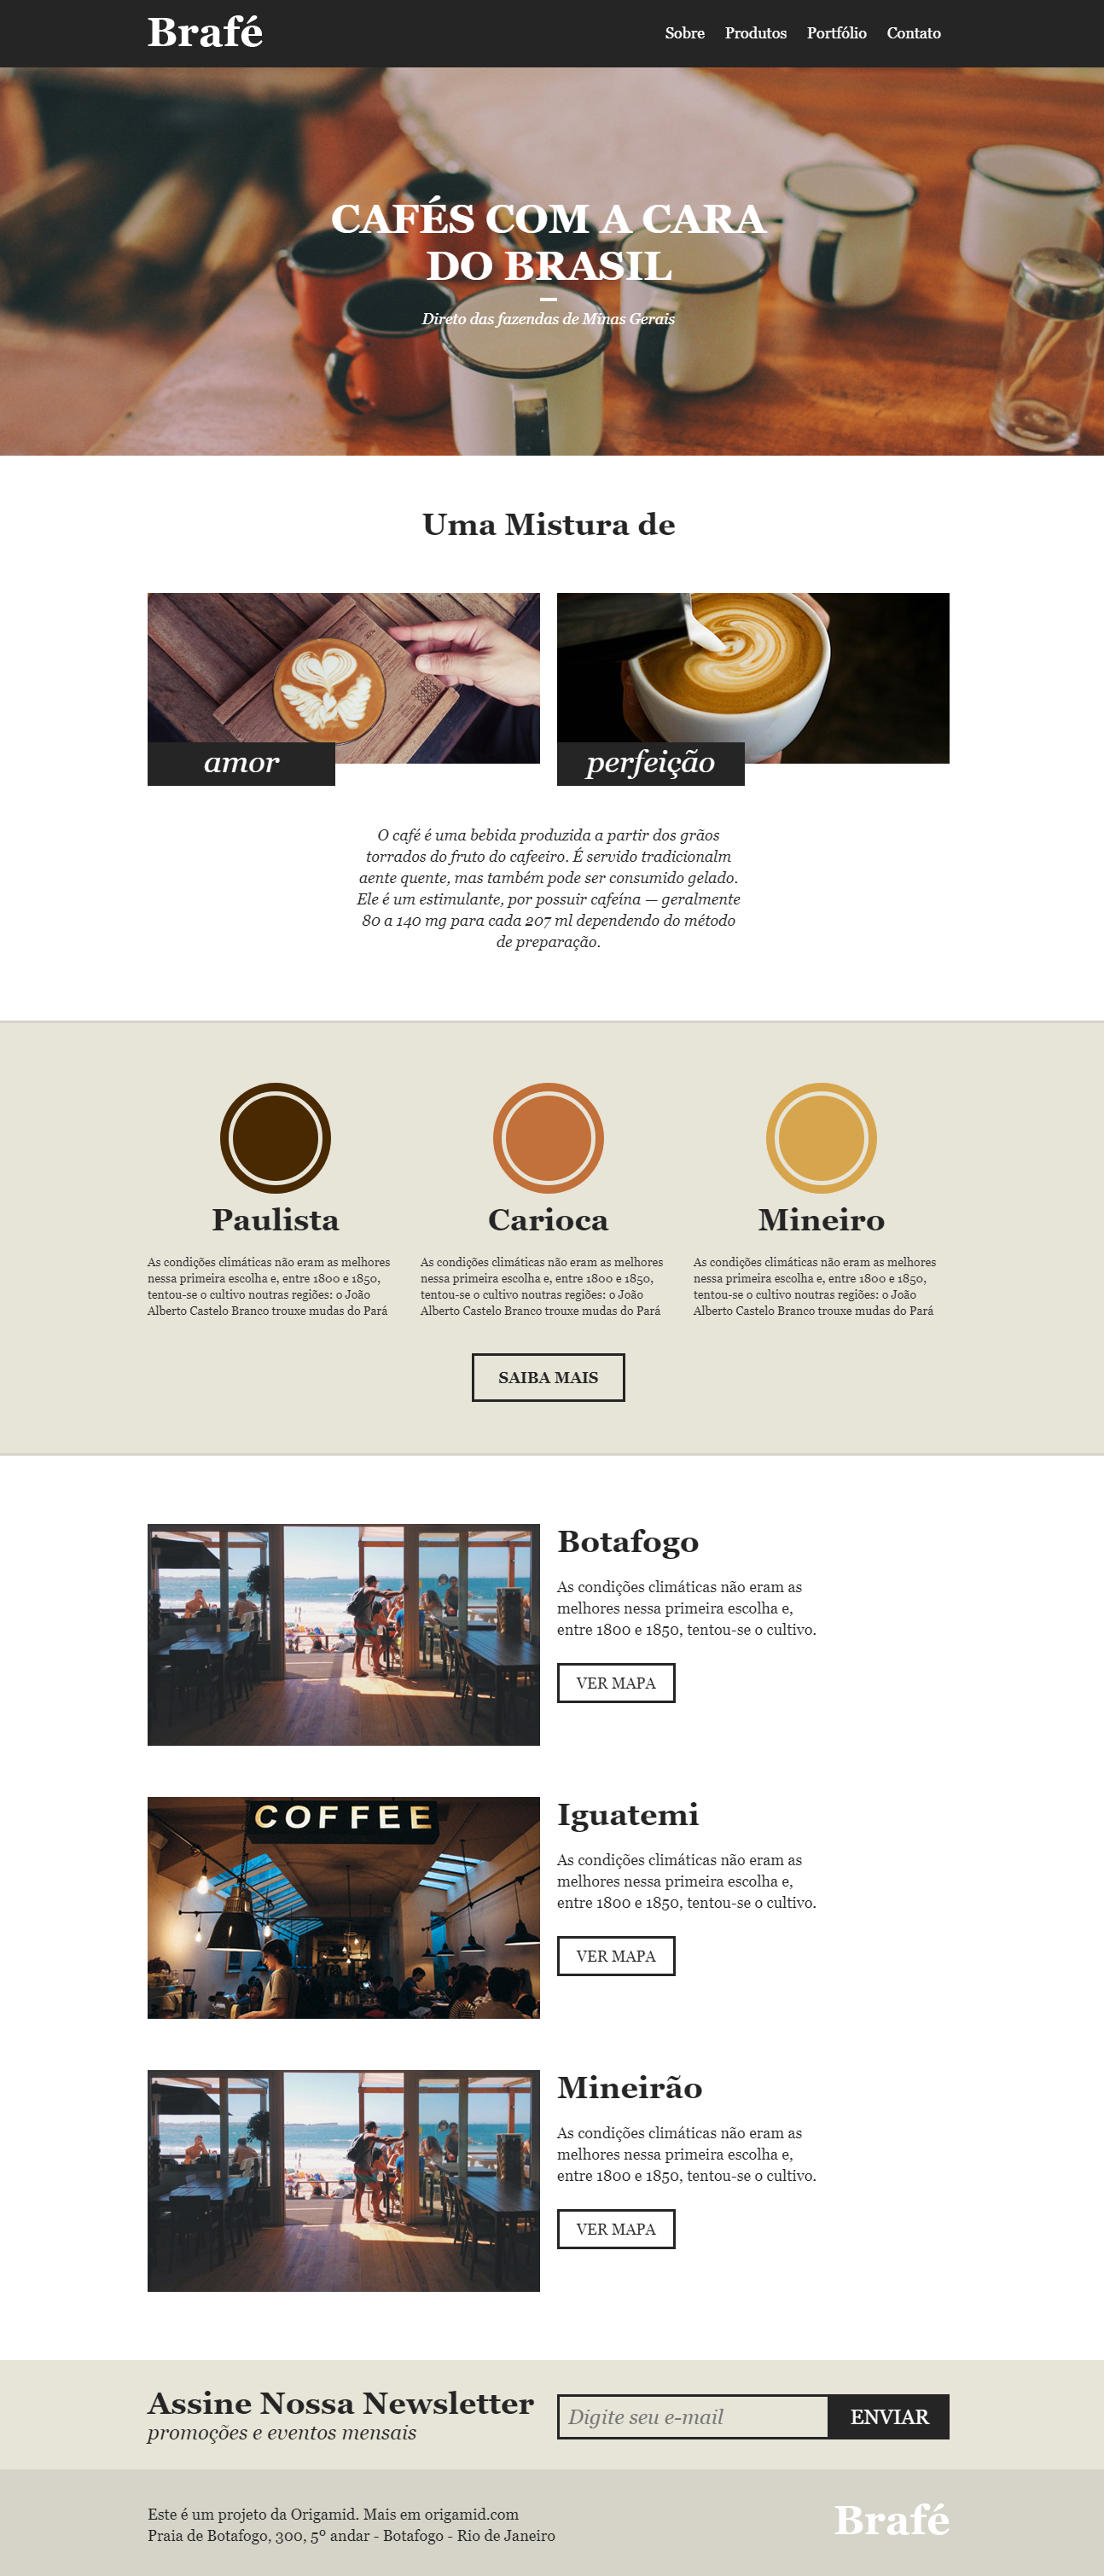 Brafé
Sobre Produtos Portfólio Contato
CAFÉS COM A CARA
DO BRASIL
Direto das fazendas de Minas Gerais
Uma Mistura de
amor
perfeição
O café é uma bebida produzida a partir dos grãos
torrados do fruto do cafeeiro. É servido tradicionalm
aente quente, mas também pode ser consumido gelado.
Ele é um estimulante, por possuir cafeína — geralmente
80 a 140 mg para cada 207 ml dependendo do método
de preparação.
Paulista
As condições climáticas não eram as melhores
nessa primeira escolha e, entre 1800 e 1850,
tentou-se o cultivo noutras regiões: o João
Alberto Castelo Branco trouxe mudas do Pará
Carioca
As condições climáticas não eram as melhores
nessa primeira escolha e, entre 1800 e 1850,
tentou-se o cultivo noutras regiões: o João
Alberto Castelo Branco trouxe mudas do Pará
Mineiro
As condições climáticas não eram as melhores
nessa primeira escolha e, entre 1800 e 1850,
tentou-se o cultivo noutras regiões: o João
Alberto Castelo Branco trouxe mudas do Pará
SAIBA MAIS
Botafogo
As condições climáticas não eram as
melhores nessa primeira escolha e,
entre 1800 e 1850, tentou-se o cultivo.
VER MAPA
COFFEE
Iguatemi
As condições climáticas não eram as
melhores nessa primeira escolha e,
entre 1800 e 1850, tentou-se o cultivo.
VER MAPA
Mineirão
As condições climáticas não eram as
melhores nessa primeira escolha e,
entre 1800 e 1850, tentou-se o cultivo.
VER MAPA
Assine Nossa Newsletter
promoções e eventos mensais
Digite seu e-mail
ENVIAR
Este é um projeto da Origamid. Mais em origamid.com
Praia de Botafogo, 300, 5º andar - Botafogo - Rio de Janeiro
Brafé